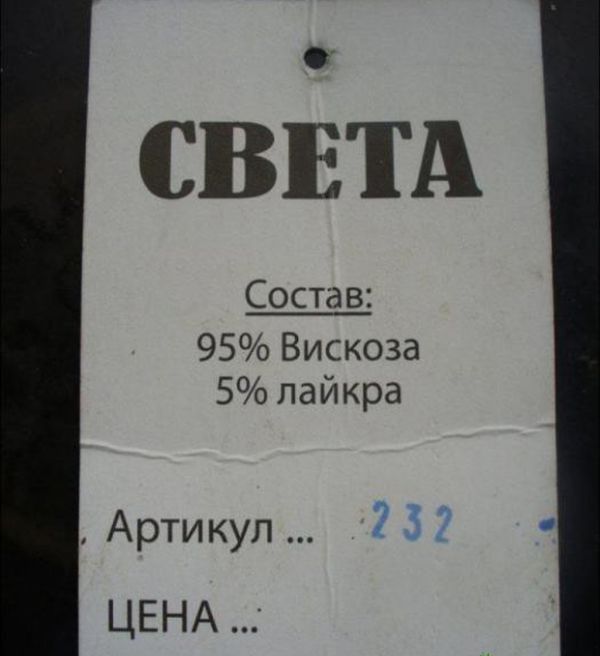 СВЕТА
Состав:
95% Вискоза
5% лайкра
Артикул ... 232
ЦЕНА ...